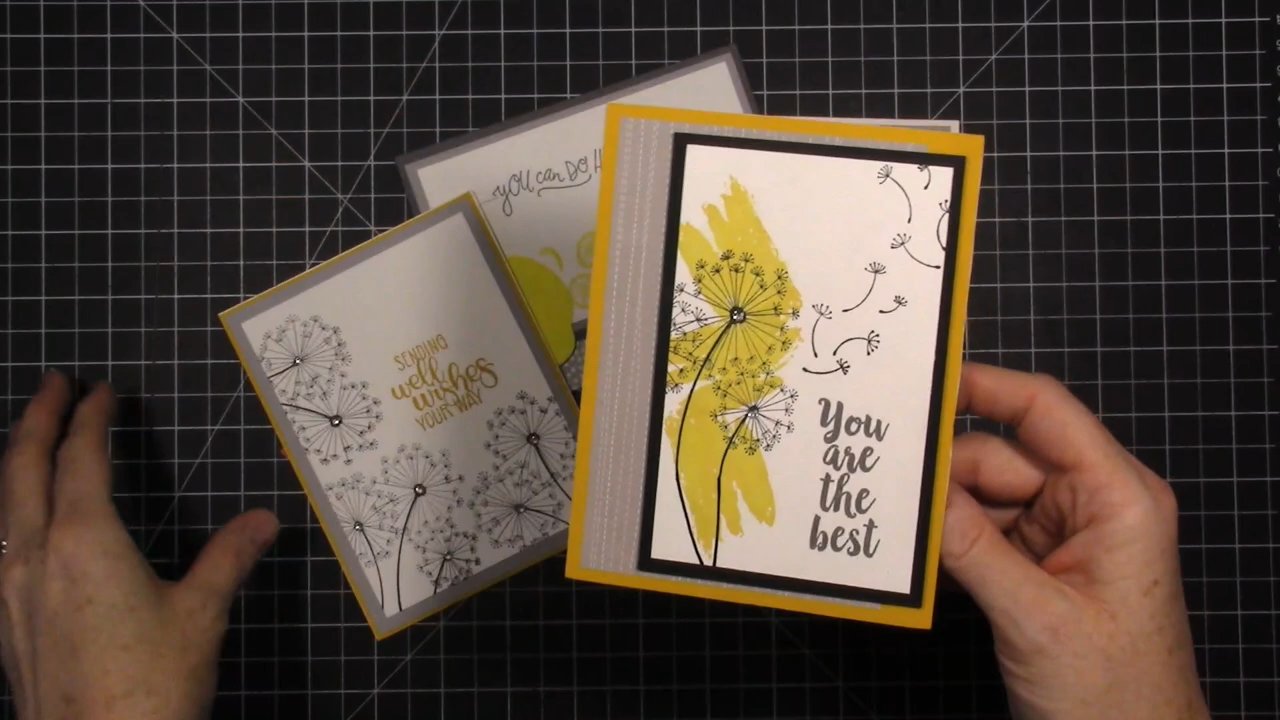 you can DO
SENDING
well
wishes
YOUR WAY
You
are
the
best